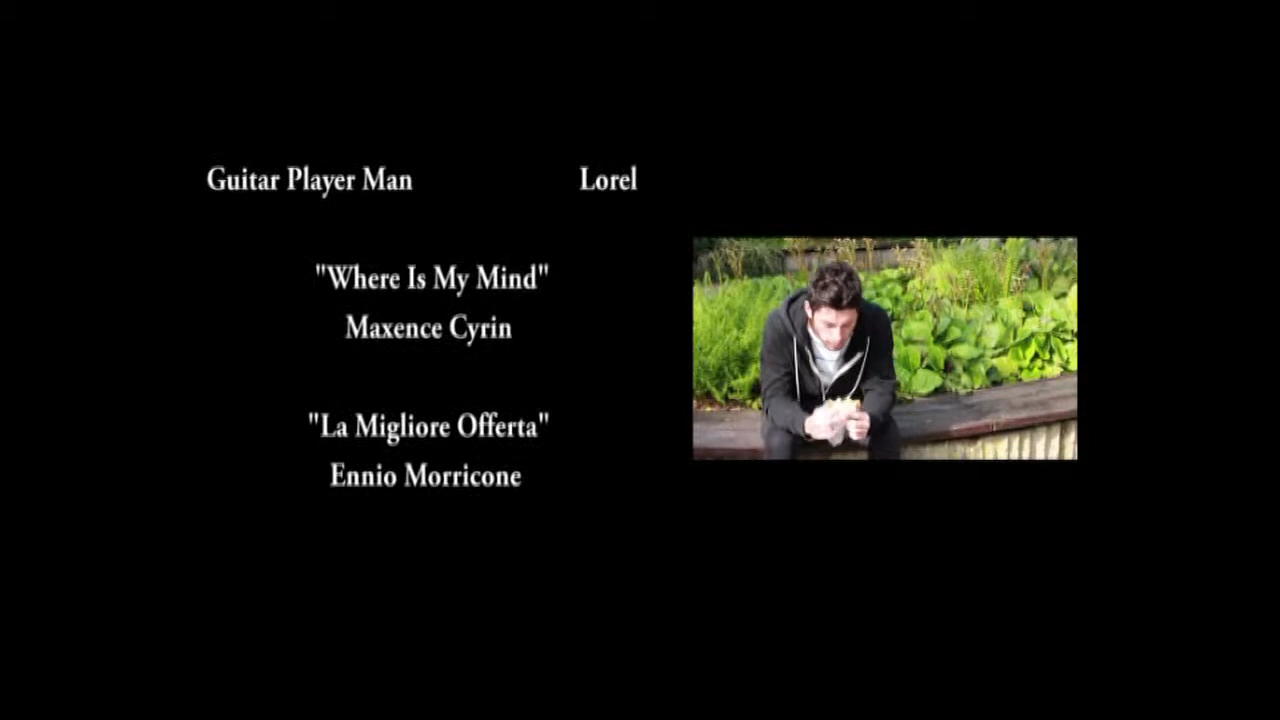 Guitar Player Man Lorel
"Where Is My Mind"
Maxence Cyrin
"La Migliore Offerta"
Ennio Morricone